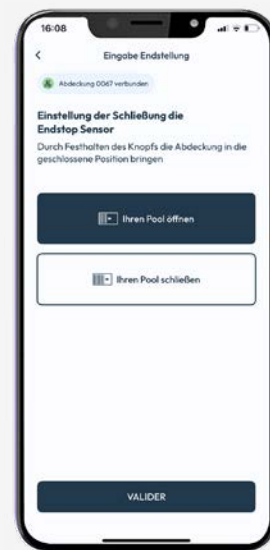 16:08
Eingabe Endstellung
Abdeckung 0067 verbunden
Einstellung der Schließung die
Endstop Sensor
Durch Festhalten des Knopfs die Abdeckung in die
geschlossene Position bringen
Ihren Pool öffnen
Ihren Pool schließen
VALIDER